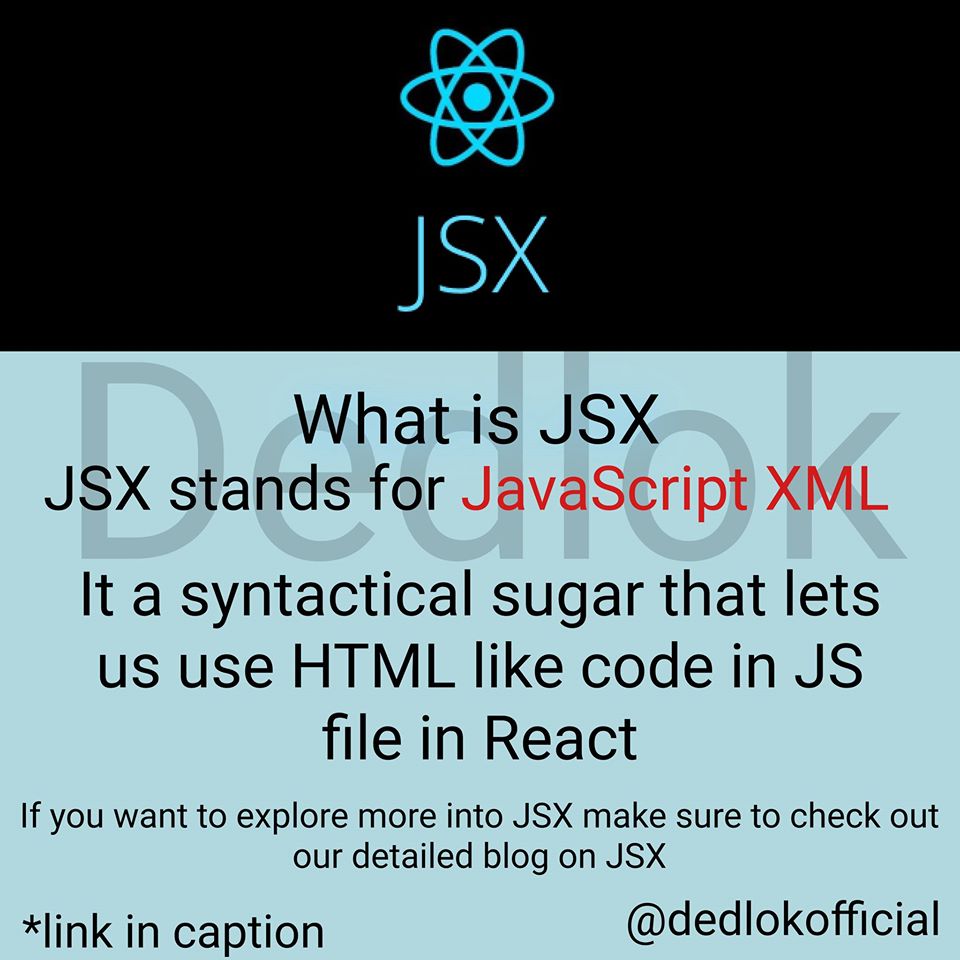 JSX
Dedlok
What is JSX
JSX stands for JavaScript XML
It a syntactical sugar that lets
us use HTML like code in JS
file in React
If you want to explore more into JSX make sure to check out
our detailed blog on JSX
*link in caption
@dedlokofficial